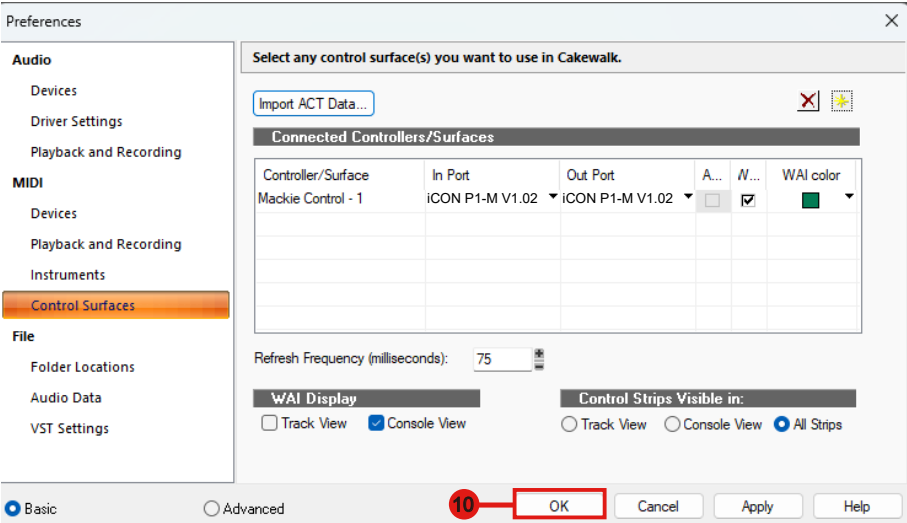 Preferences
Audio
Devices
Driver Settings
Playback and Recording
MIDI
Devices
Playback and Recording
Instruments
Control Surfaces
File
Folder Locations
Audio Data
VST Settings
Basic
Advanced
Select any control surface(s) you want to use in Cakewalk.
Import ACT Data...
Connected Controllers/Surfaces
Controller/Surface In Port Out Port A... W... WAI color
Mackie Control - 1 iCON P1-M V1.02 iCON P1-M V1.02
Refresh Frequency (milliseconds): 75
WAI Display
Track View Console View
Control Strips Visible in:
Track View Console View All Strips
10 OK Cancel Apply Help